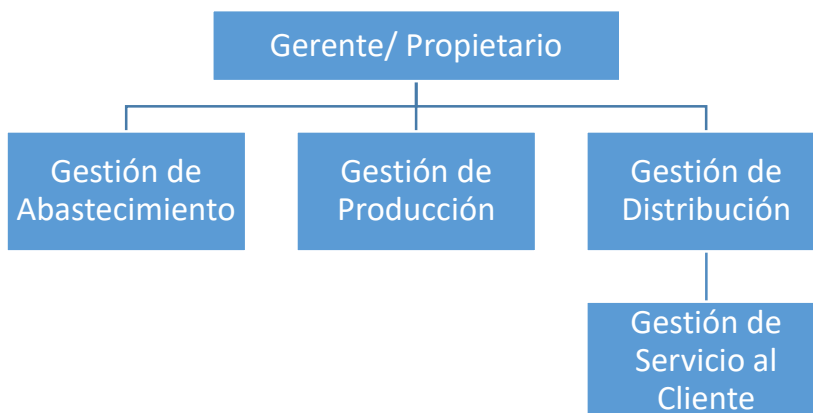 Gerente/ Propietario
Gestión de
Abastecimiento
Gestión de
Producción
Gestión de
Distribución
Gestión de
Servicio al
Cliente